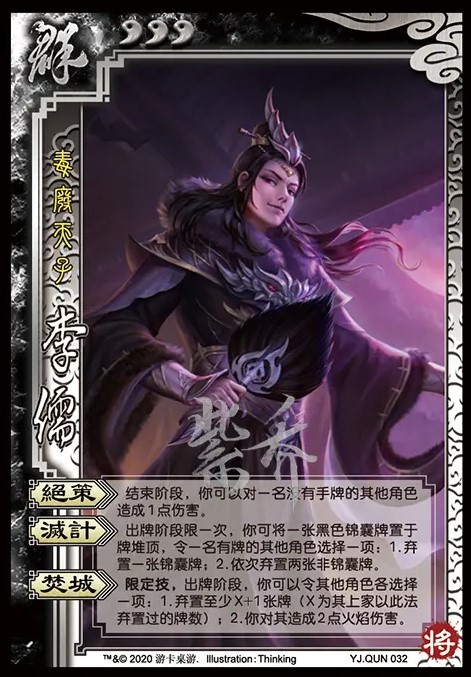 群
毒废天子
李儒
紫乔
絕策
结束阶段，你可以对一名没有手牌的其他角色
造成1点伤害。
滅計
出牌阶段限一次，你可将一张黑色锦囊牌置于
牌堆顶，令一名有牌的其他角色选择一项：1.弃
置一张锦囊牌；2.依次弃置两张非锦囊牌。
焚城
限定技，出牌阶段，你可以令其他角色各选
择一项：1.弃置至少X+1张牌（X为其上家以此法
弃置过的牌数）；2.你对其造成2点火焰伤害。
将
™&© 2020 游卡桌游. Illustration: Thinking
YJ.QUN 032